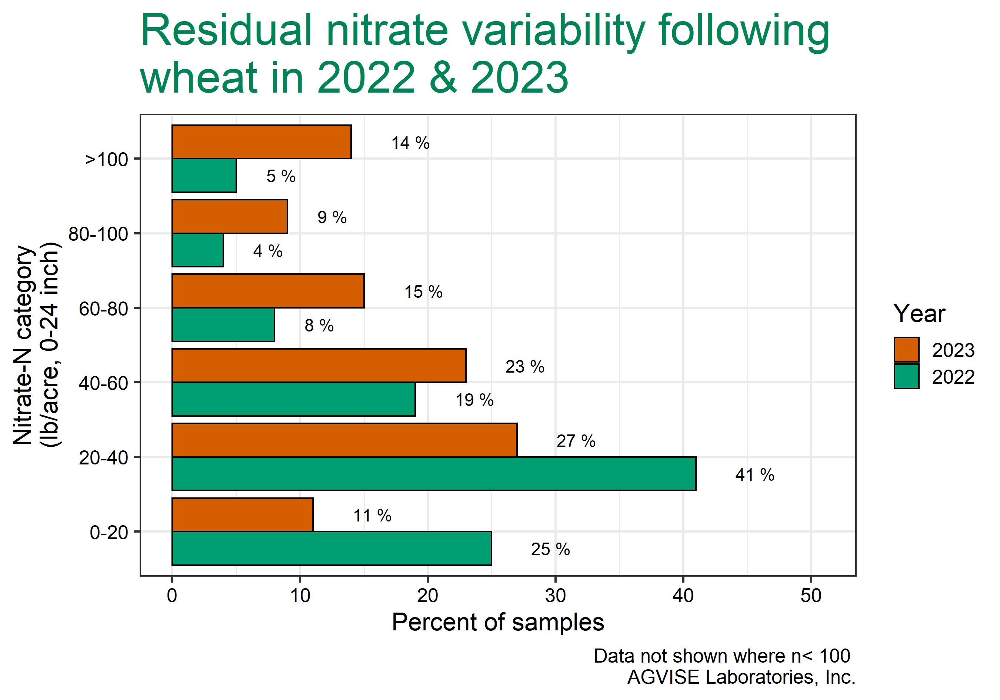 Residual nitrate variability following
wheat in 2022 & 2023
Nitrate-N category
(lb/acre, 0-24 inch)
>100
14 %
5 %
80-100
9 %
4 %
60-80
15 %
8 %
40-60
23 %
19 %
20-40
27 %
41 %
0-20
11 %
25 %
0 10 20 30 40 50
Percent of samples
Year
2023
2022
Data not shown where n< 100
AGVISE Laboratories, Inc.